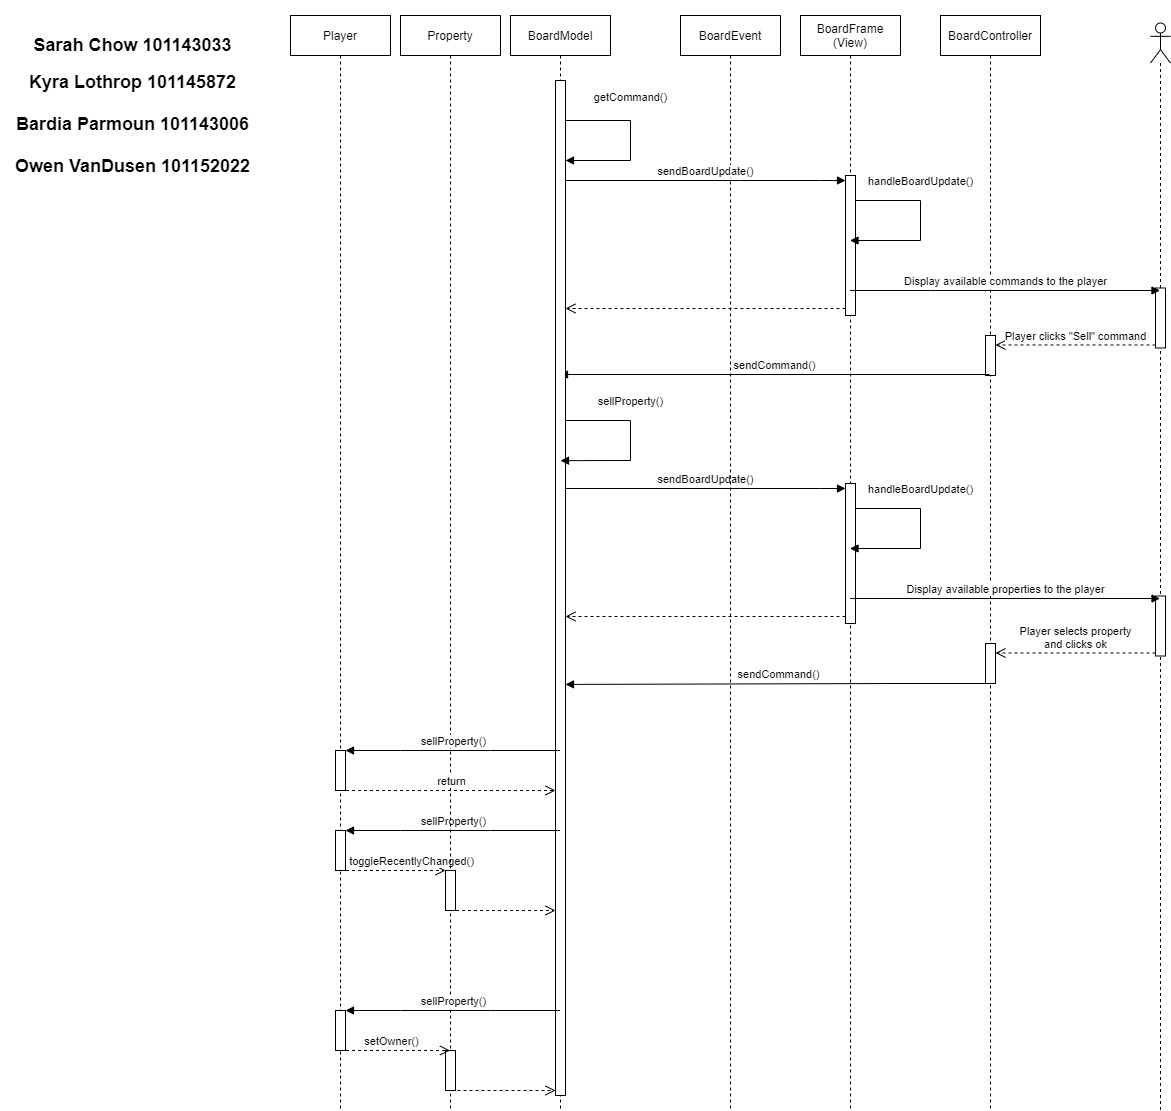 Player
Property
BoardModel
BoardEvent
BoardFrame
(View)
BoardController
Sarah Chow 101143033
Kyra Lothrop 101145872
Bardia Parmoun 101143006
Owen VanDusen 101152022
getCommand()
sendBoardUpdate()
handleBoardUpdate()
Display available commands to the player
Player clicks "Sell" command
sendCommand()
sellProperty()
sendBoardUpdate()
handleBoardUpdate()
Display available properties to the player
Player selects property
and clicks ok
sendCommand()
sellProperty()
return
sellProperty()
toggleRecentlyChanged()
sellProperty()
setOwner()